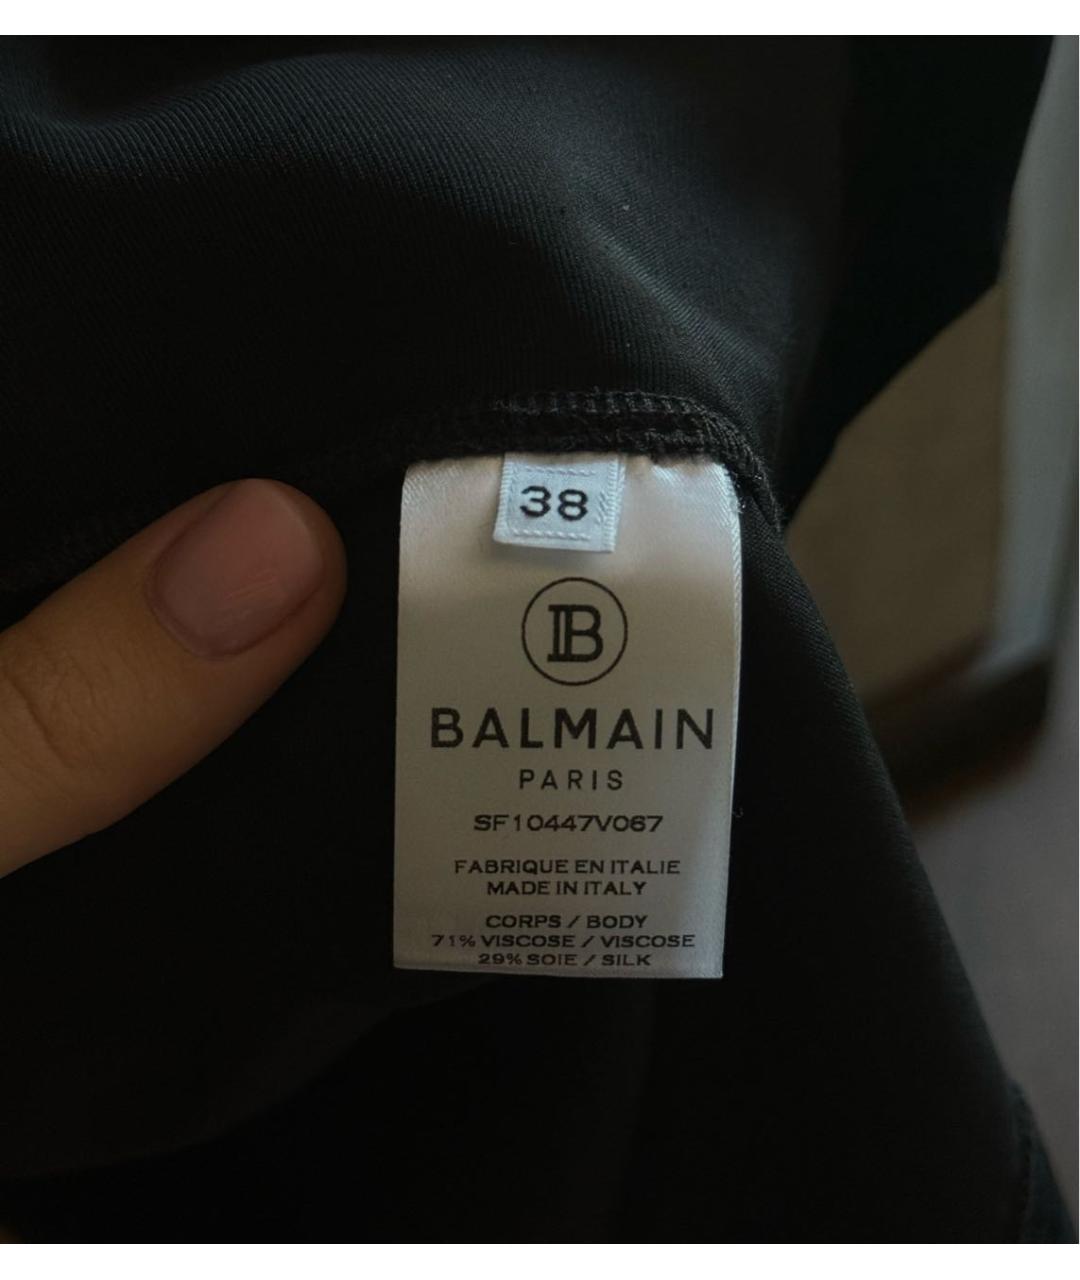 38
B
BALMAIN
PARIS
SF10447V067
FABRIQUE EN ITALIE
MADE IN ITALY
CORPS / BODY
71% VISCOSE / VISCOSE
29% SOIE / SILK